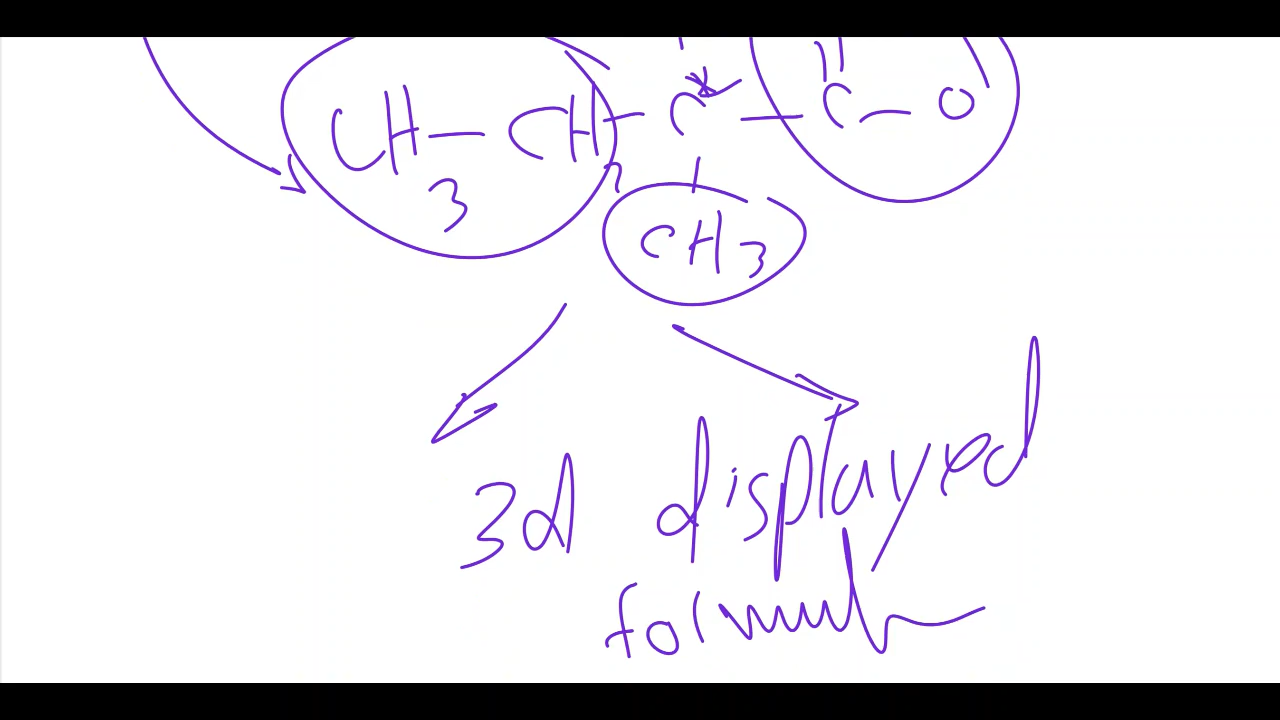 CH3 — CH2 — C* — C — O
CH3
3d displayed
formula